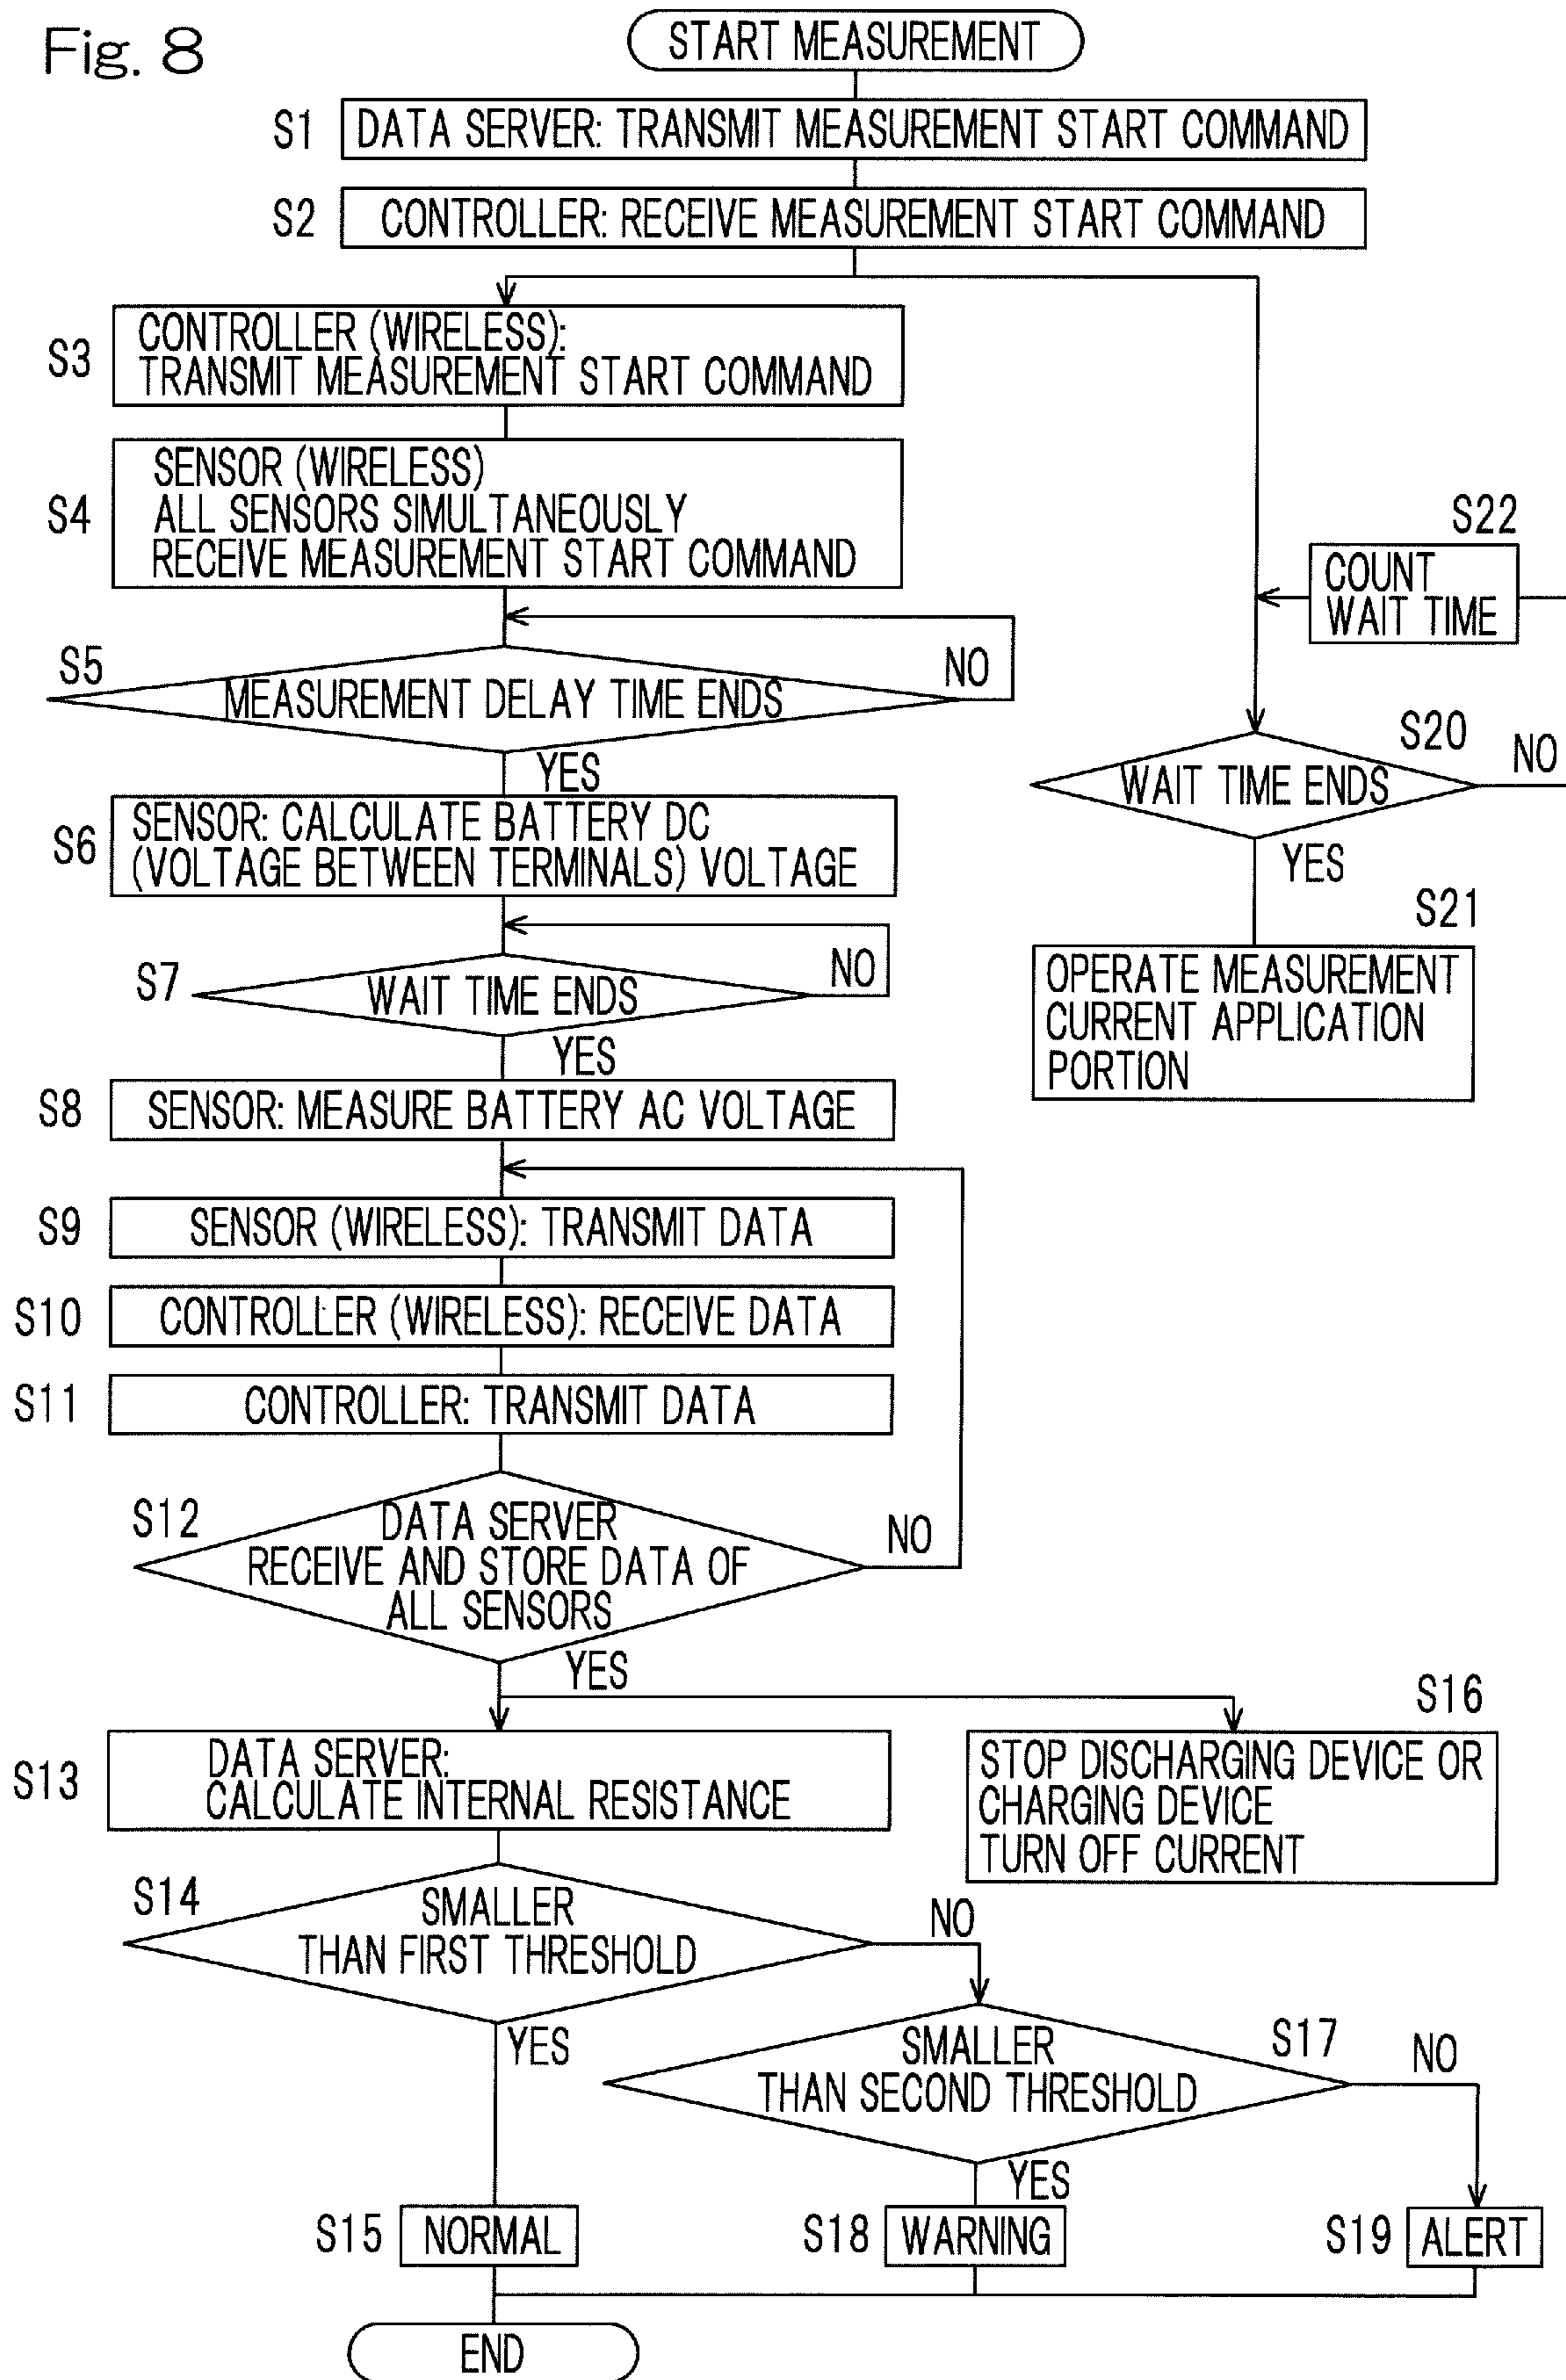 Fig. 8
START MEASUREMENT
S1
DATA SERVER: TRANSMIT MEASUREMENT START COMMAND
S2
CONTROLLER: RECEIVE MEASUREMENT START COMMAND
S3
CONTROLLER (WIRELESS):
TRANSMIT MEASUREMENT START COMMAND
S4
SENSOR (WIRELESS)
ALL SENSORS SIMULTANEOUSLY
RECEIVE MEASUREMENT START COMMAND
S22
COUNT
WAIT TIME
S5
MEASUREMENT DELAY TIME ENDS
NO
YES
S20
WAIT TIME ENDS
NO
YES
S6
SENSOR: CALCULATE BATTERY DC
(VOLTAGE BETWEEN TERMINALS) VOLTAGE
S21
OPERATE MEASUREMENT
CURRENT APPLICATION
PORTION
S7
WAIT TIME ENDS
NO
YES
S8
SENSOR: MEASURE BATTERY AC VOLTAGE
S9
SENSOR (WIRELESS): TRANSMIT DATA
S10
CONTROLLER (WIRELESS): RECEIVE DATA
S11
CONTROLLER: TRANSMIT DATA
S12
DATA SERVER
RECEIVE AND STORE DATA OF
ALL SENSORS
NO
YES
S13
DATA SERVER:
CALCULATE INTERNAL RESISTANCE
S16
STOP DISCHARGING DEVICE OR
CHARGING DEVICE
TURN OFF CURRENT
S14
SMALLER
THAN FIRST THRESHOLD
NO
YES
S17
SMALLER
THAN SECOND THRESHOLD
NO
YES
S15
NORMAL
S18
WARNING
S19
ALERT
END